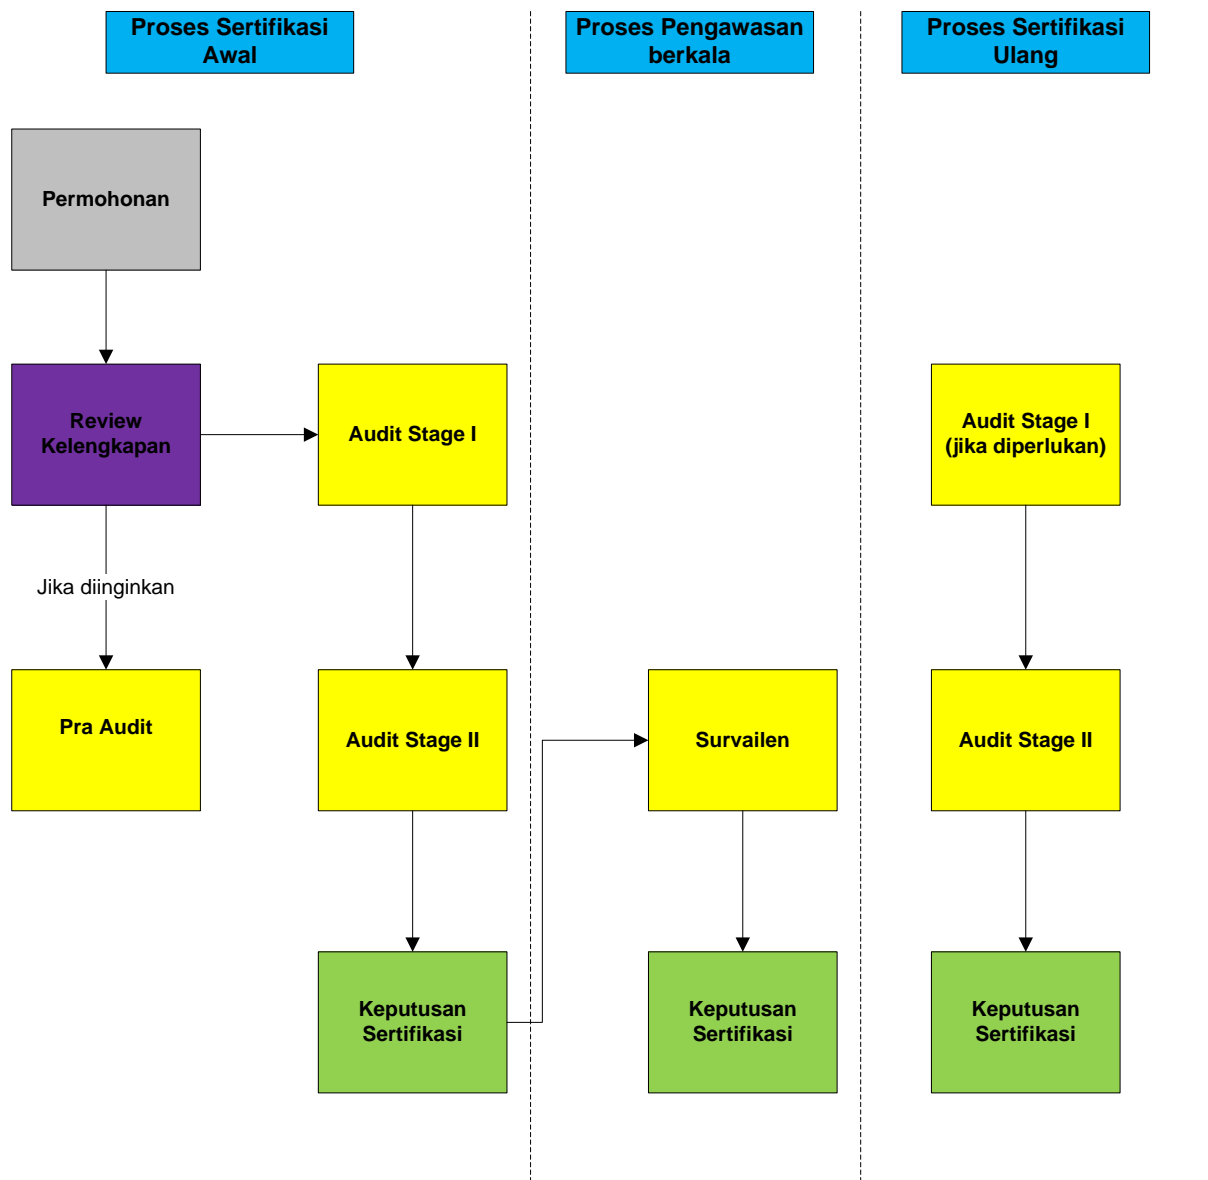 Proses Sertifikasi
Awal
Proses Pengawasan
berkala
Proses Sertifikasi
Ulang
Permohonan
Review
Kelengkapan
Audit Stage I
Audit Stage I
(jika diperlukan)
Jika diinginkan
Pra Audit
Audit Stage II
Survailen
Audit Stage II
Keputusan
Sertifikasi
Keputusan
Sertifikasi
Keputusan
Sertifikasi